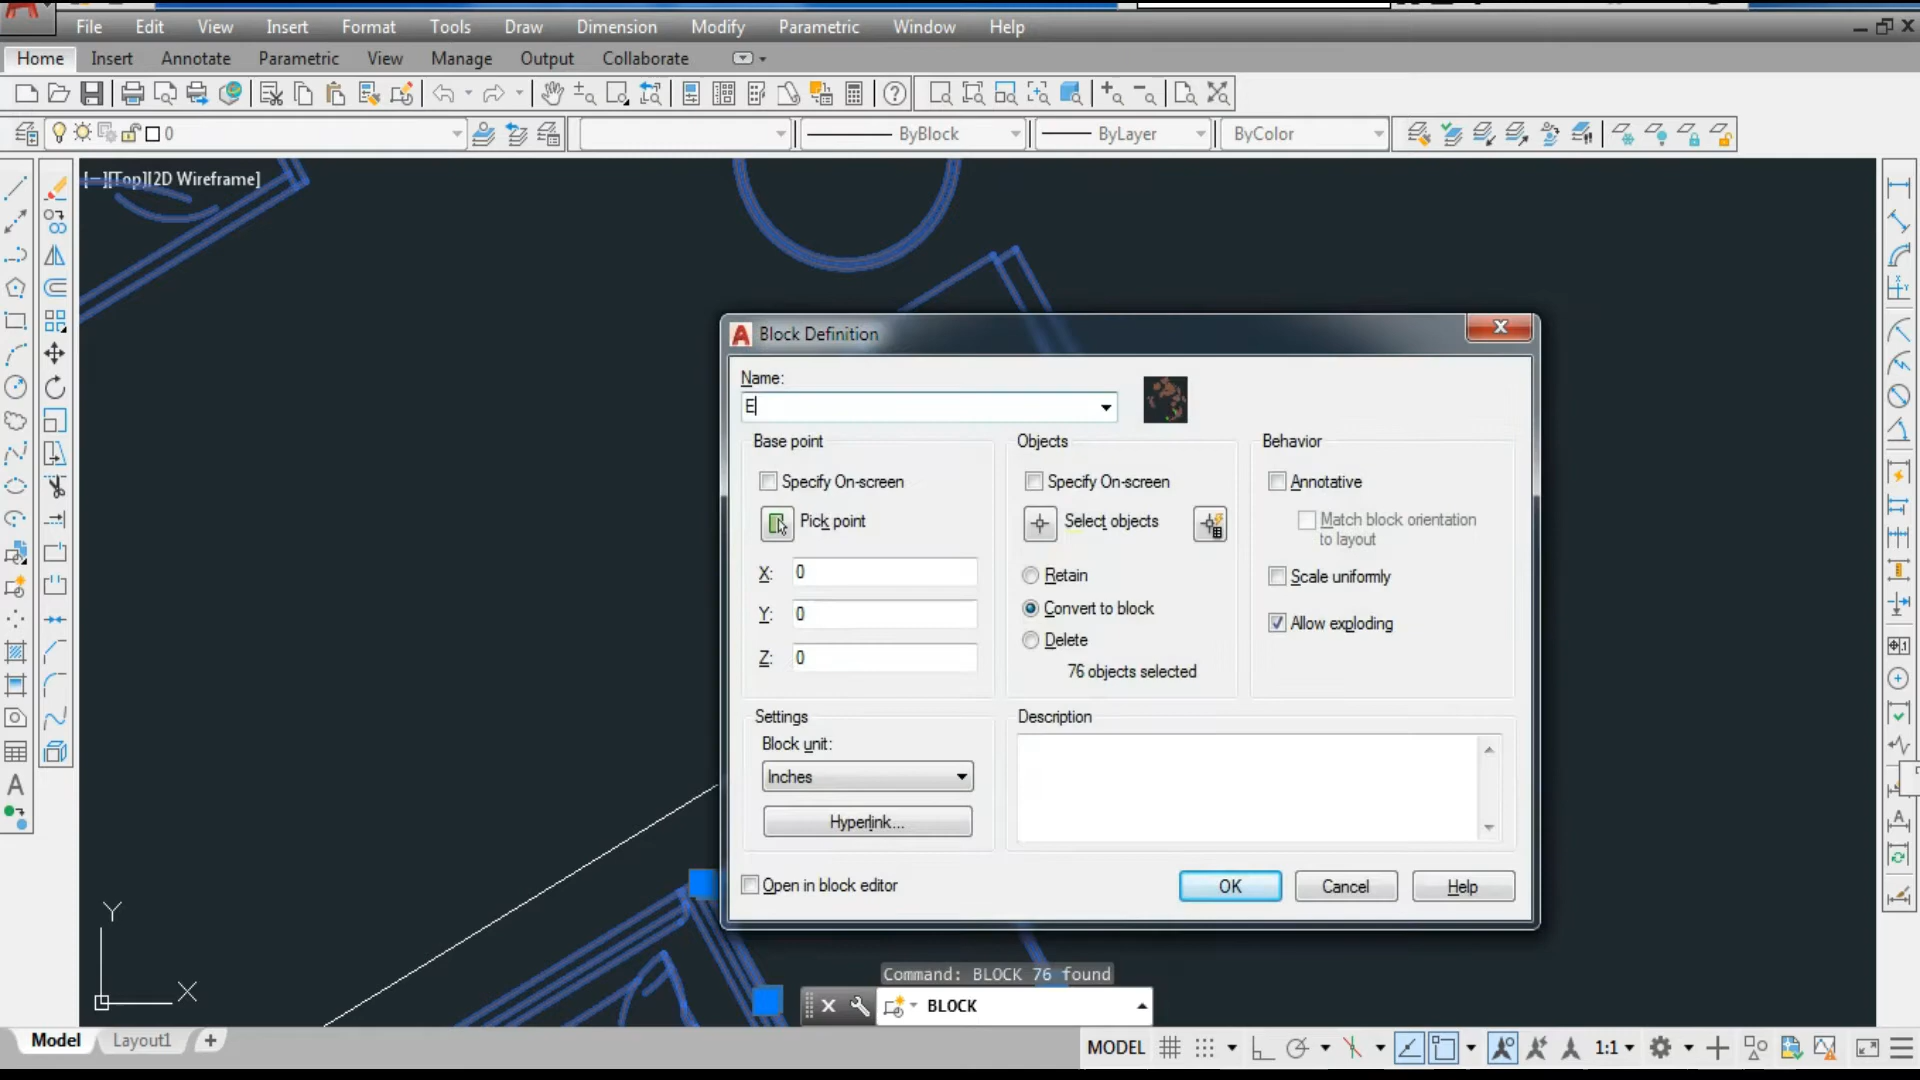 File Edit View Insert Format Tools Draw Dimension Modify Parametric Window Help
Home Insert Annotate Parametric View Manage Output Collaborate
0 ByBlock ByLayer ByColor
[−][Top][2D Wireframe]
Block Definition
Name:
E
Base point
Specify On-screen
Pick point
X: 0
Y: 0
Z: 0
Objects
Specify On-screen
Select objects
Retain
Convert to block
Delete
76 objects selected
Behavior
Annotative
Match block orientation
to layout
Scale uniformly
Allow exploding
Settings
Block unit:
Inches
Hyperlink...
Description
Open in block editor
OK Cancel Help
Y
X
Command: BLOCK 76 found
BLOCK
Model Layout1 +
MODEL 1:1